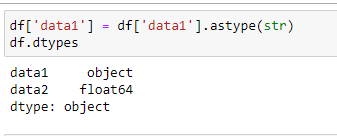 df['data1'] = df['data1'].astype(str)
df.dtypes
data1 object
data2 float64
dtype: object